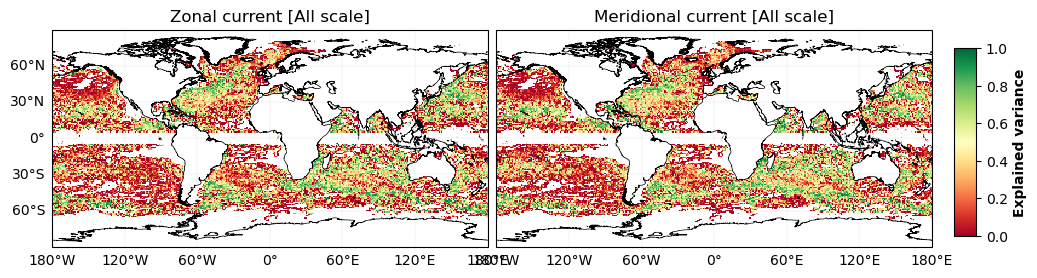 Zonal current [All scale]
Meridional current [All scale]
60°N
30°N
0°
30°S
60°S
180°W 120°W 60°W 0° 60°E 120°E 180°E
180°W 120°W 60°W 0° 60°E 120°E 180°E
1.0
0.8
0.6
0.4
0.2
0.0
Explained variance